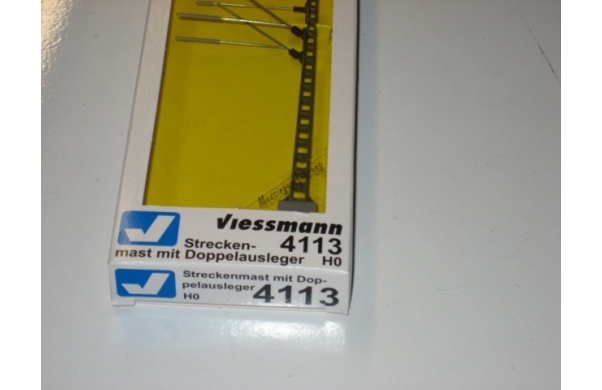 Viessmann
Strecken- 4113
mast mit Doppelausleger H0
Streckenmast mit Dop-
pelausleger 4113
H0